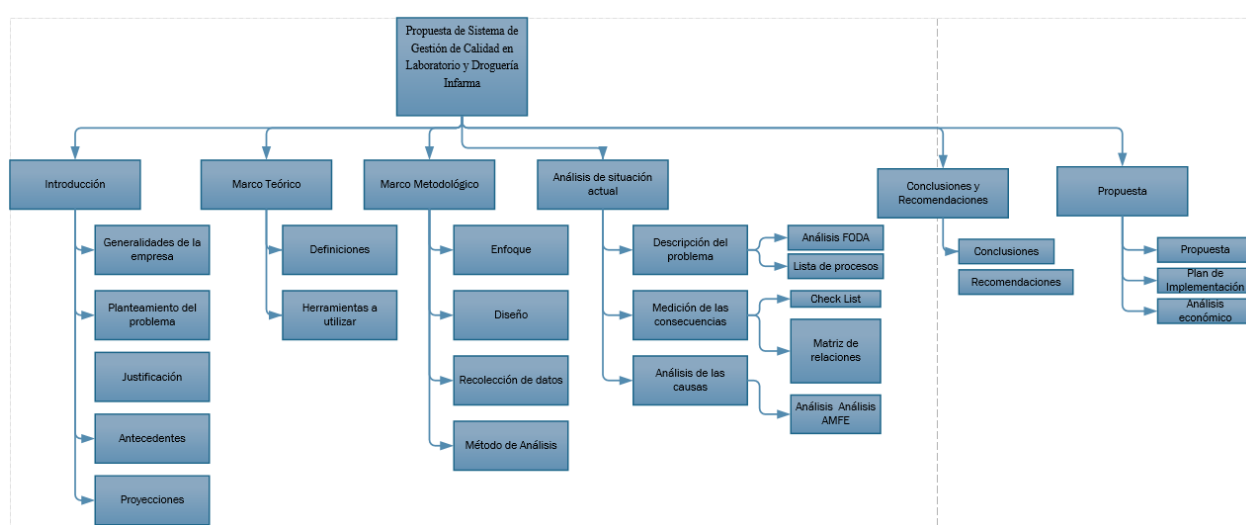 Propuesta de Sistema de
Gestión de Calidad en
Laboratorio y Droguería
Infarma
Introducción
Marco Teórico
Marco Metodológico
Análisis de situación
actual
Conclusiones y
Recomendaciones
Propuesta
Generalidades de la
empresa
Planteamiento del
problema
Justificación
Antecedentes
Proyecciones
Definiciones
Herramientas a
utilizar
Enfoque
Diseño
Recolección de datos
Método de Análisis
Descripción del
problema
Análisis FODA
Lista de procesos
Medición de las
consecuencias
Check List
Matriz de
relaciones
Análisis de las
causas
Análisis Análisis
AMFE
Conclusiones
Recomendaciones
Propuesta
Plan de
Implementación
Análisis
económico